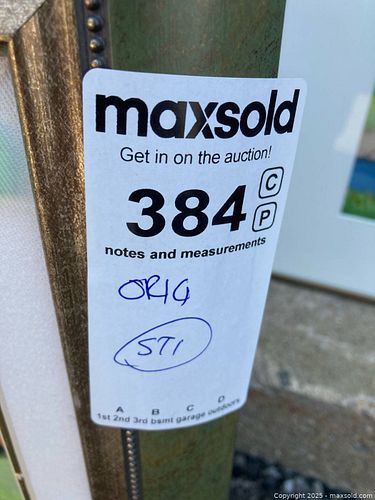 maxsold
Get in on the auction!
384 C
P
notes and measurements
ORIG
STI
A B C D
1st 2nd 3rd bsmt garage outdoors
Copyright © 2025 - maxsold.com